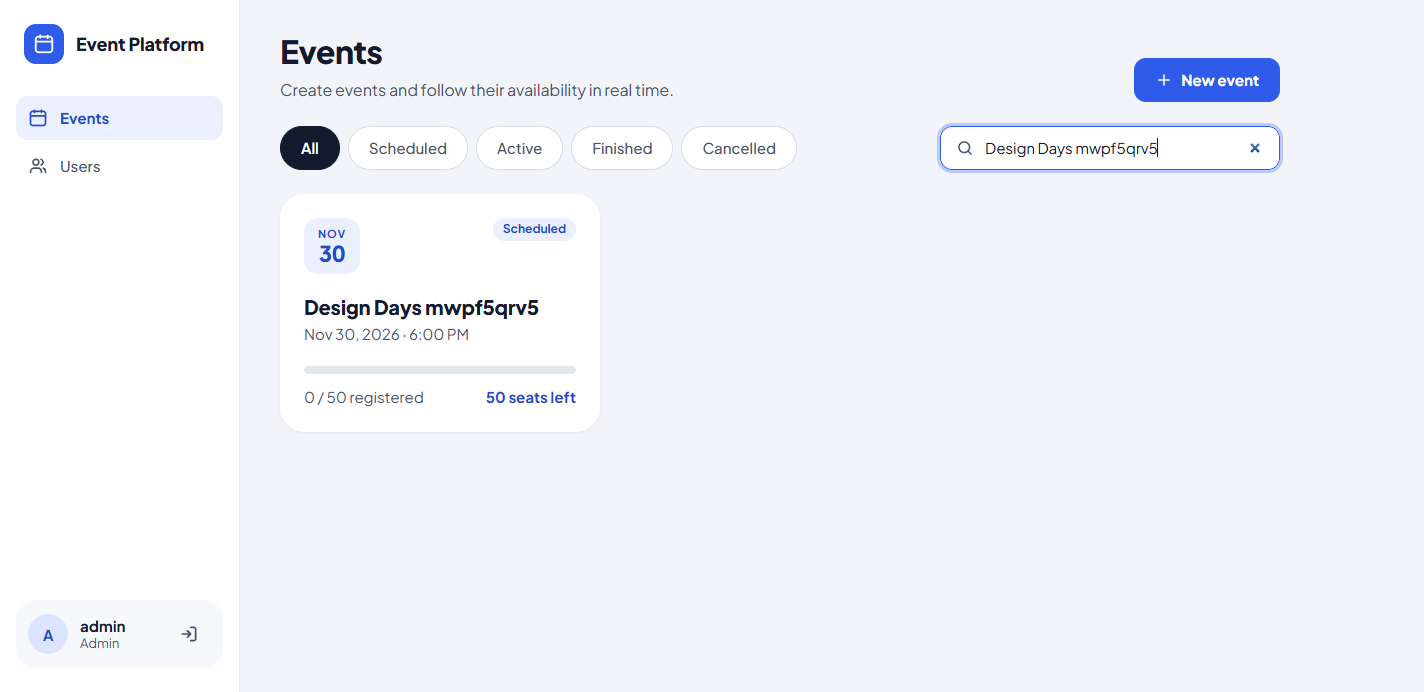 Event Platform
Events
Users
A
admin
Admin
Events
Create events and follow their availability in real time.
New event
All
Scheduled
Active
Finished
Cancelled
Design Days mwpf5qrv5
NOV
30
Scheduled
Design Days mwpf5qrv5
Nov 30, 2026 · 6:00 PM
0 / 50 registered
50 seats left